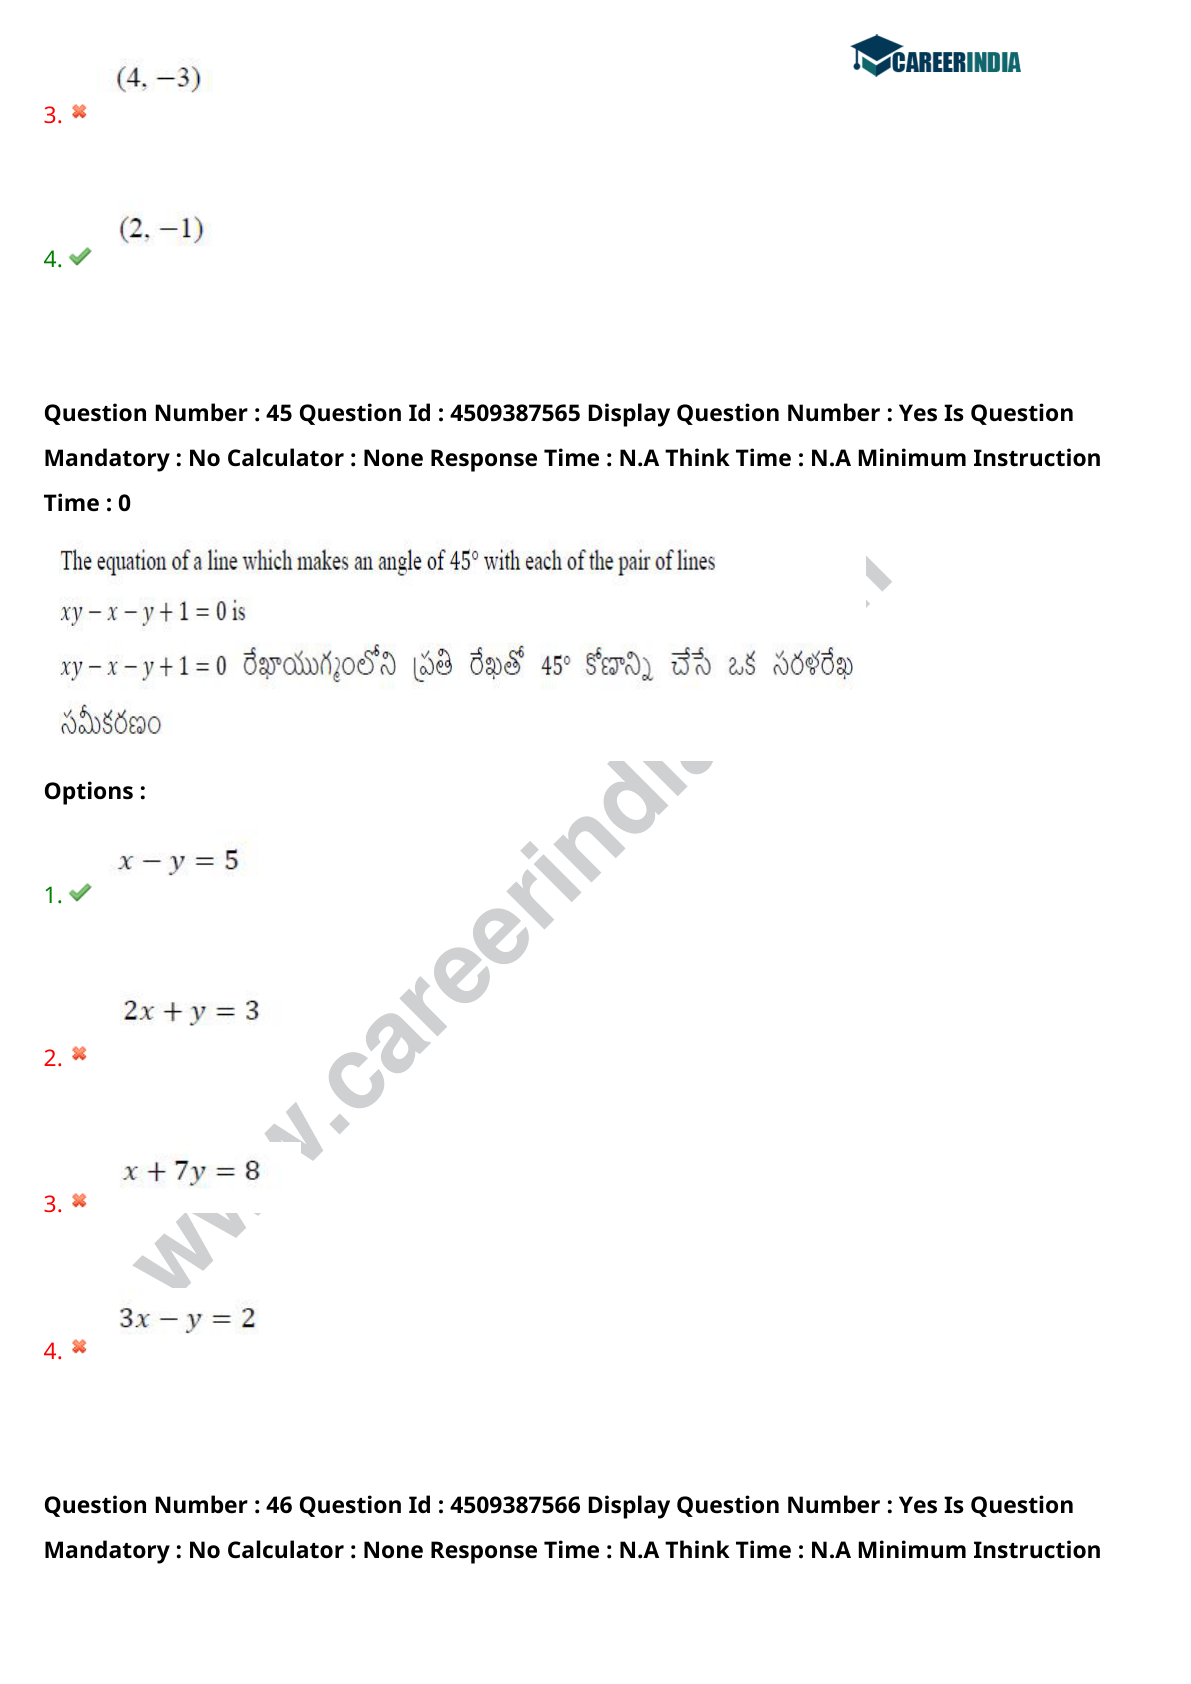 CAREERINDIA
(4, −3)
3.
(2, −1)
4.
Question Number : 45 Question Id : 4509387565 Display Question Number : Yes Is Question
Mandatory : No Calculator : None Response Time : N.A Think Time : N.A Minimum Instruction
Time : 0
The equation of a line which makes an angle of 45° with each of the pair of lines
xy − x − y + 1 = 0 is
xy − x − y + 1 = 0 రేఖాయుగ్మంలోని ప్రతి రేఖతో 45° కోణాన్ని చేసే ఒక సరళరేఖ
సమీకరణం
Options :
x − y = 5
1.
2x + y = 3
2.
x + 7y = 8
3.
3x − y = 2
4.
Question Number : 46 Question Id : 4509387566 Display Question Number : Yes Is Question
Mandatory : No Calculator : None Response Time : N.A Think Time : N.A Minimum Instruction